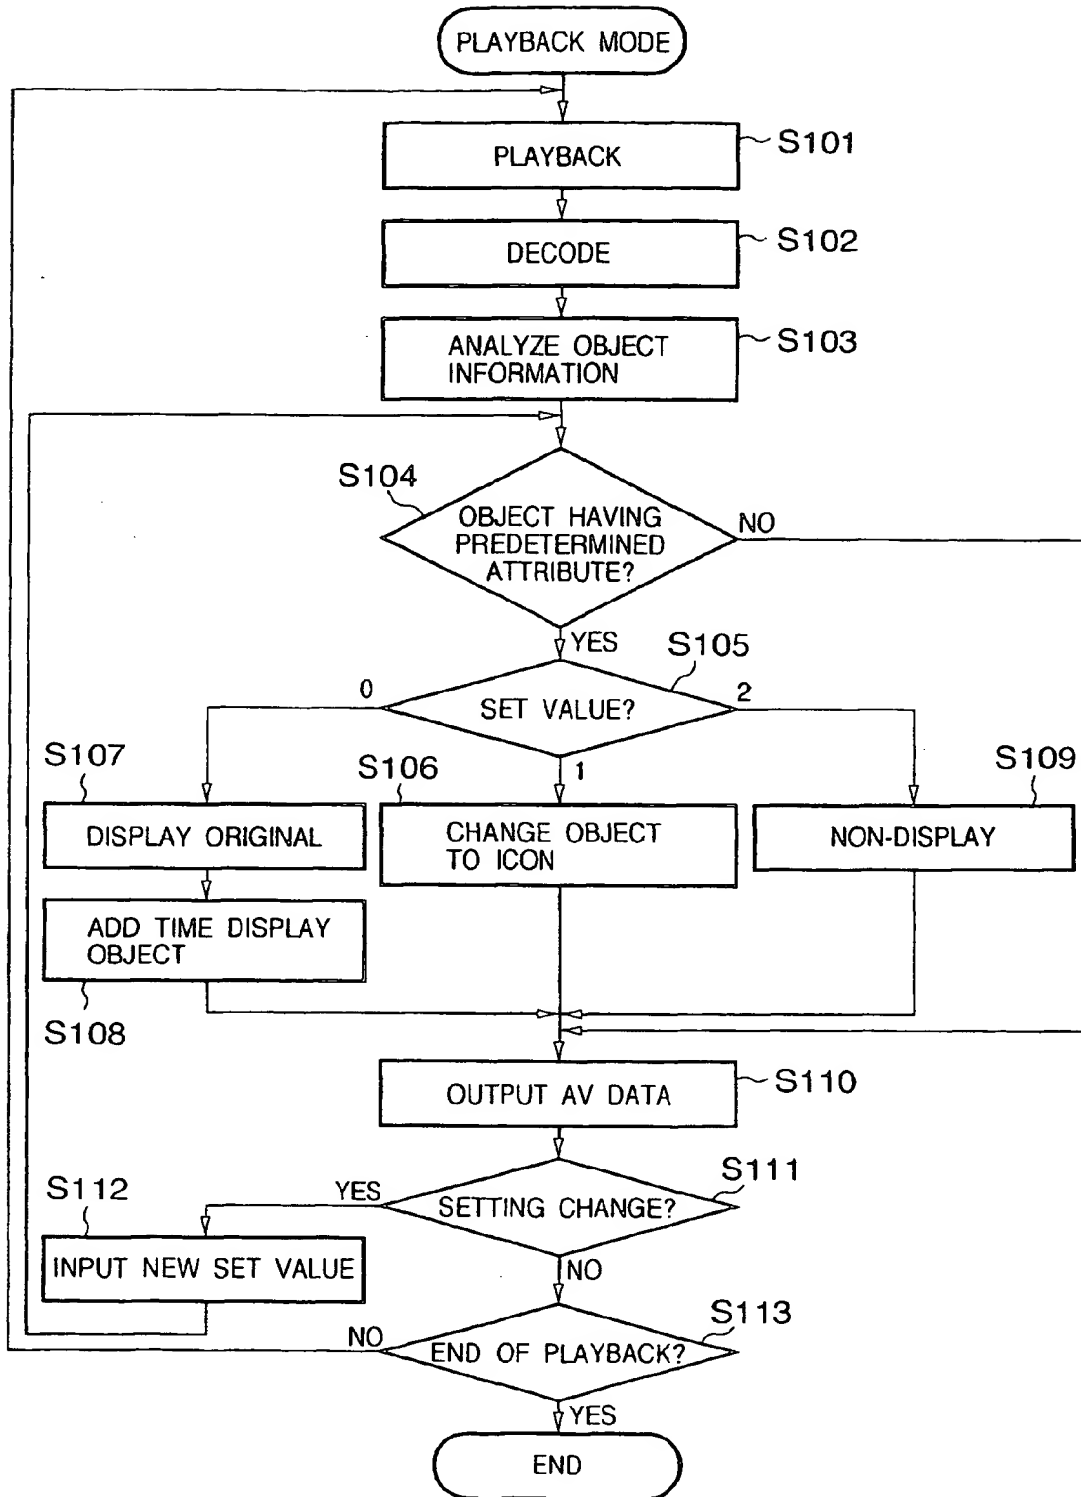 PLAYBACK MODE
PLAYBACK
S101
DECODE
S102
ANALYZE OBJECT
INFORMATION
S103
S104
OBJECT HAVING
PREDETERMINED
ATTRIBUTE?
NO
YES
S105
0
SET VALUE?
2
1
S107
DISPLAY ORIGINAL
S106
CHANGE OBJECT
TO ICON
S109
NON-DISPLAY
ADD TIME DISPLAY
OBJECT
S108
OUTPUT AV DATA
S110
S111
YES
SETTING CHANGE?
S112
INPUT NEW SET VALUE
NO
S113
NO
END OF PLAYBACK?
YES
END